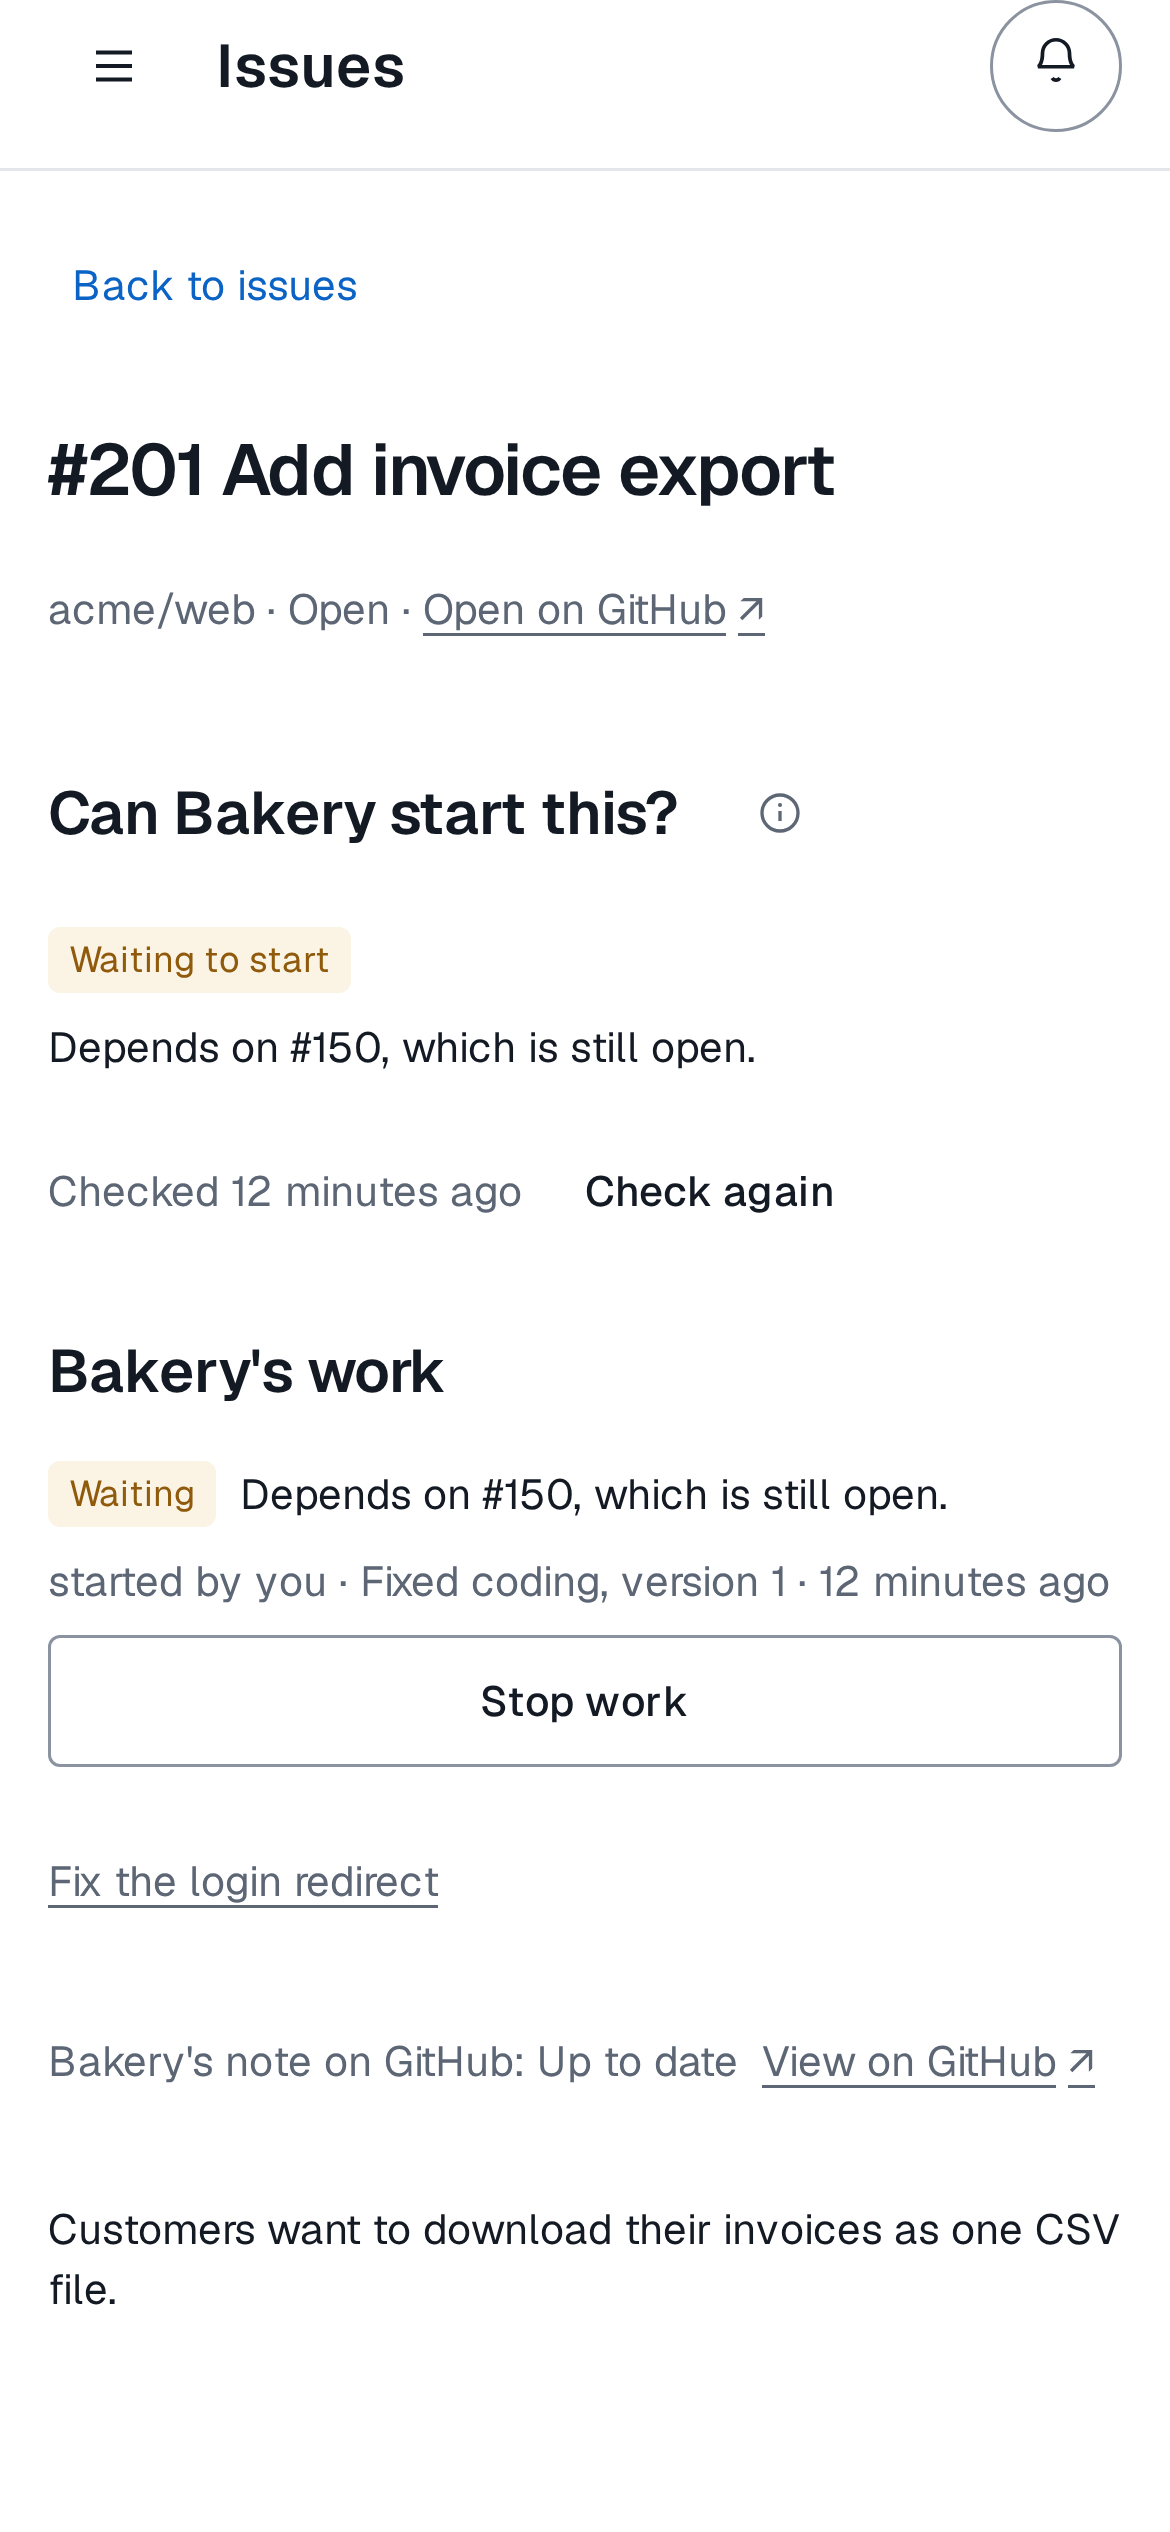 Issues
Back to issues
#201 Add invoice export
acme/web · Open · Open on GitHub ↗
Can Bakery start this?
Waiting to start
Depends on #150, which is still open.
Checked 12 minutes ago Check again
Bakery's work
Waiting Depends on #150, which is still open.
started by you · Fixed coding, version 1 · 12 minutes ago
Stop work
Fix the login redirect
Bakery's note on GitHub: Up to date View on GitHub ↗
Customers want to download their invoices as one CSV
file.